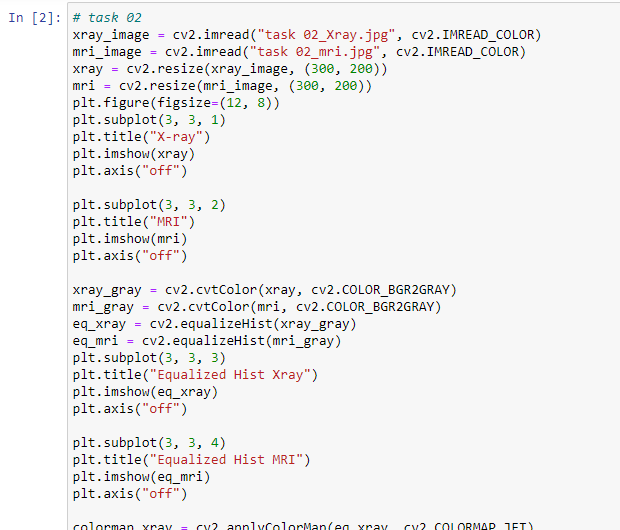 In [2]: # task 02
xray_image = cv2.imread("task 02_Xray.jpg", cv2.IMREAD_COLOR)
mri_image = cv2.imread("task 02_mri.jpg", cv2.IMREAD_COLOR)
xray = cv2.resize(xray_image, (300, 200))
mri = cv2.resize(mri_image, (300, 200))
plt.figure(figsize=(12, 8))
plt.subplot(3, 3, 1)
plt.title("X-ray")
plt.imshow(xray)
plt.axis("off")

plt.subplot(3, 3, 2)
plt.title("MRI")
plt.imshow(mri)
plt.axis("off")

xray_gray = cv2.cvtColor(xray, cv2.COLOR_BGR2GRAY)
mri_gray = cv2.cvtColor(mri, cv2.COLOR_BGR2GRAY)
eq_xray = cv2.equalizeHist(xray_gray)
eq_mri = cv2.equalizeHist(mri_gray)
plt.subplot(3, 3, 3)
plt.title("Equalized Hist Xray")
plt.imshow(eq_xray)
plt.axis("off")

plt.subplot(3, 3, 4)
plt.title("Equalized Hist MRI")
plt.imshow(eq_mri)
plt.axis("off")

colormap_xray = cv2.applyColorMap(eq_xray, cv2.COLORMAP_JET)